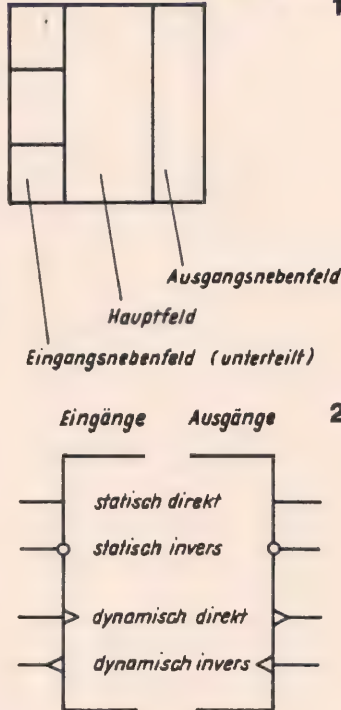 1
Ausgangsnebenfeld
Hauptfeld
Eingangsnebenfeld (unterteilt)
Eingänge Ausgänge 2
statisch direkt
statisch invers
dynamisch direkt
dynamisch invers